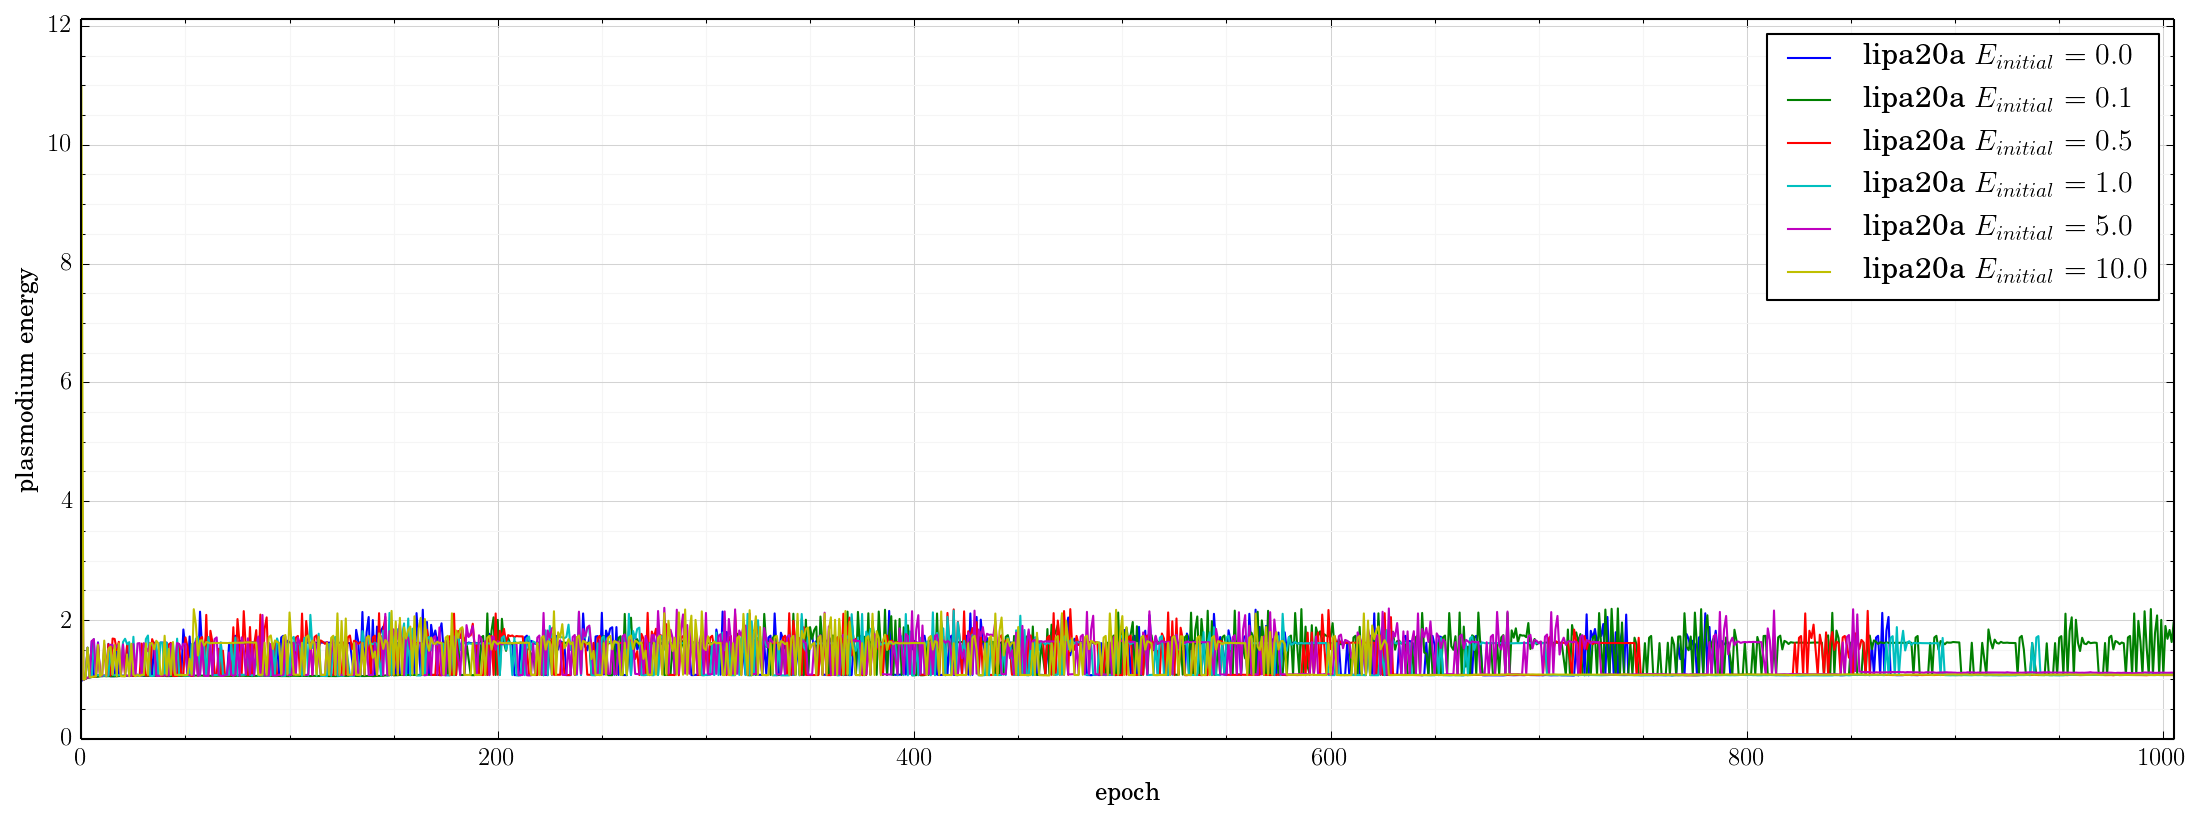 12
10
8
6
4
2
0
plasmodium energy
lipa20a E_initial = 0.0
lipa20a E_initial = 0.1
lipa20a E_initial = 0.5
lipa20a E_initial = 1.0
lipa20a E_initial = 5.0
lipa20a E_initial = 10.0
0 200 400 600 800 1000
epoch